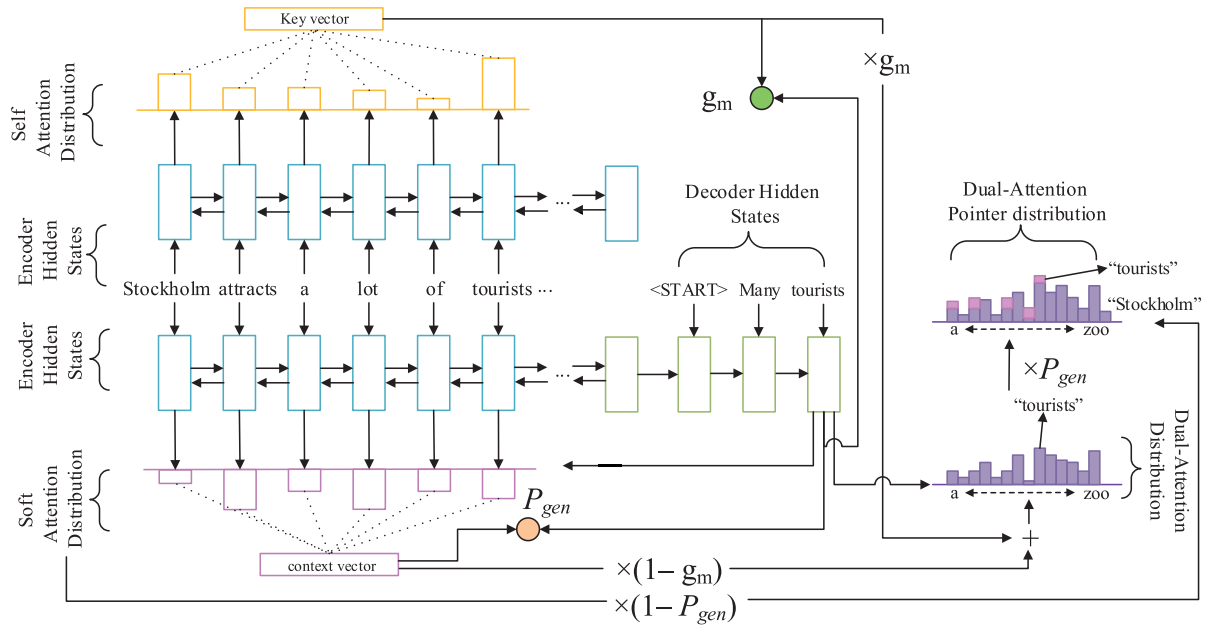 Key vector
Self
Attention
Distribution
×gm
gm
Encoder
Hidden
States
Decoder Hidden
States
Dual-Attention
Pointer distribution
Stockholm attracts a lot of tourists ...
...
<START> Many tourists
“tourists”
“Stockholm”
a
zoo
×Pgen
Encoder
Hidden
States
...
“tourists”
a
zoo
Dual-Attention
Distribution
Soft
Attention
Distribution
Pgen
+
context vector
×(1– gm)
×(1– Pgen)